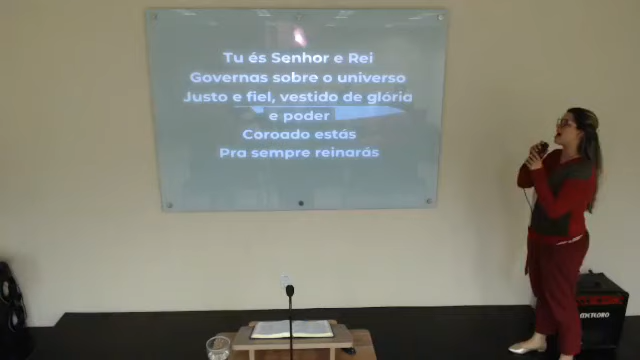 Tu és Senhor e Rei
Governas sobre o universo
Justo e fiel, vestido de glória
e poder
Coroado estás
Pra sempre reinarás